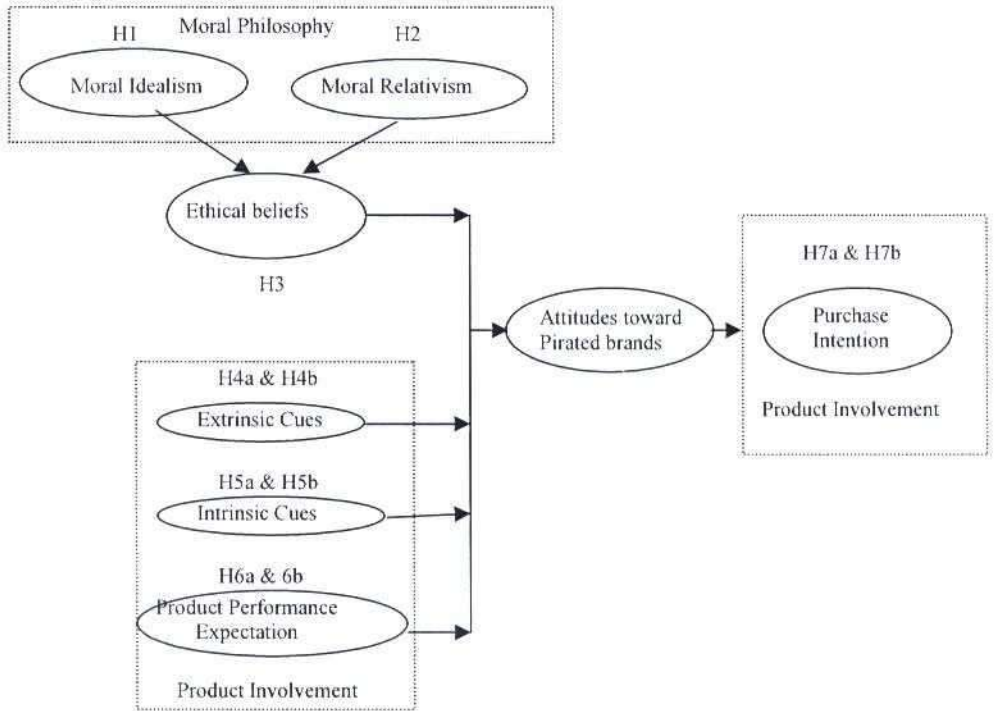 Moral Philosophy
H1
H2
Moral Idealism
Moral Relativism
Ethical beliefs
H3
H7a & H7b
Attitudes toward
Pirated brands
Purchase
Intention
Product Involvement
H4a & H4b
Extrinsic Cues
H5a & H5b
Intrinsic Cues
H6a & 6b
Product Performance
Expectation
Product Involvement